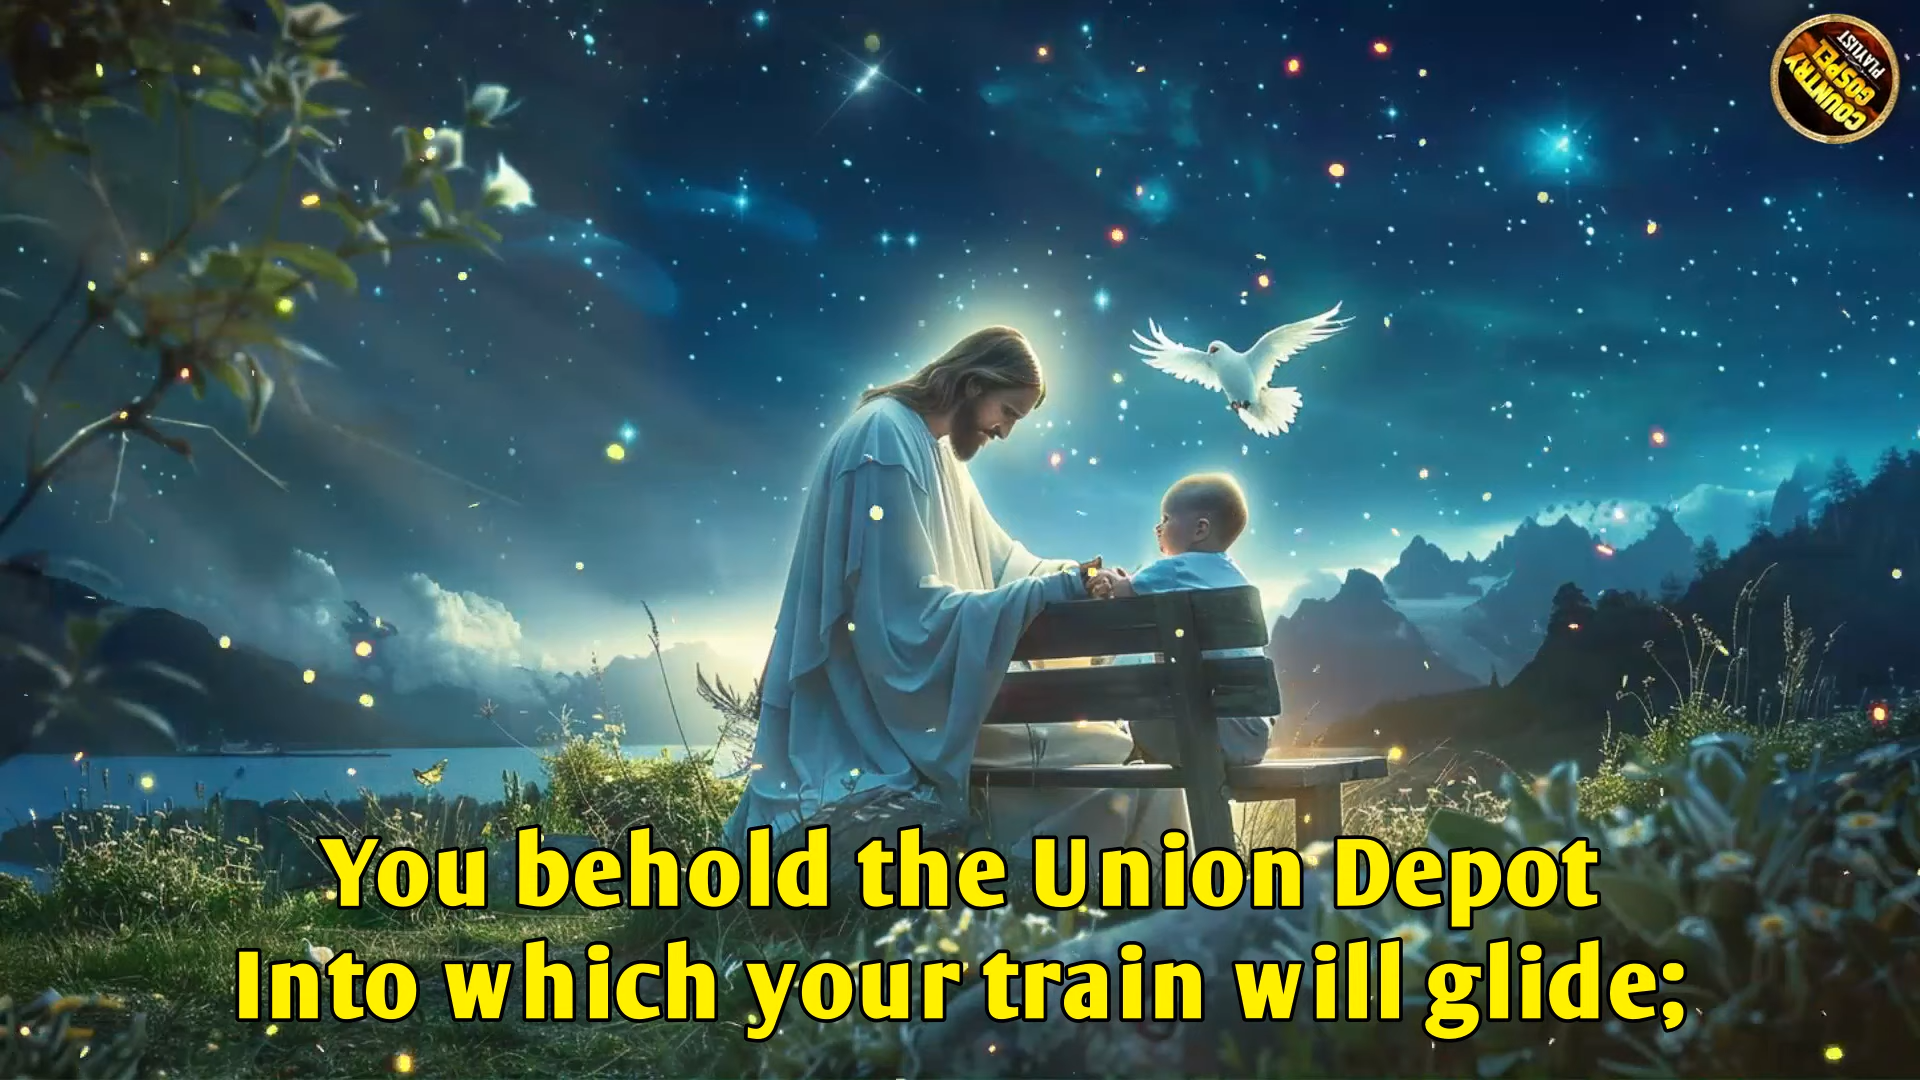 COUNTRY
GOSPEL
PLAYLIST
You behold the Union Depot
Into which your train will glide;